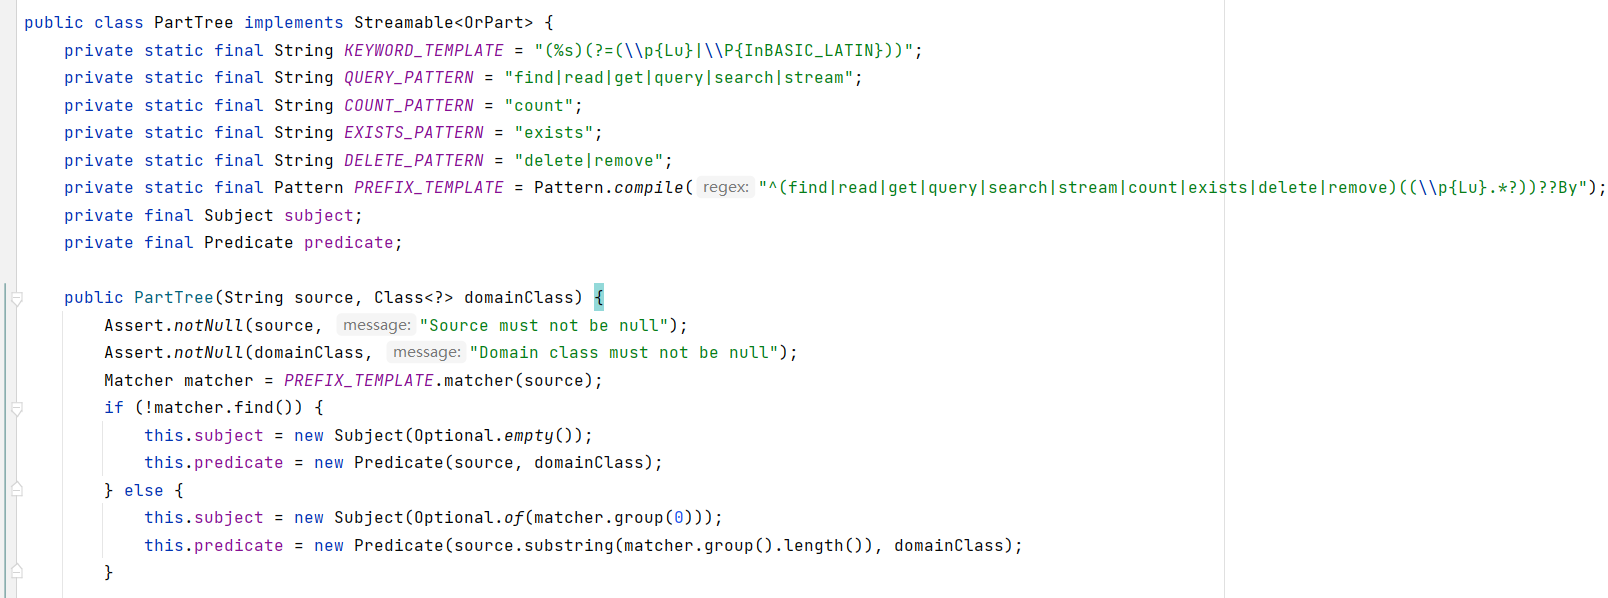 public class PartTree implements Streamable<OrPart> {
    private static final String KEYWORD_TEMPLATE = "(%s)(?=(\\p{Lu}|\\P{InBASIC_LATIN}))";
    private static final String QUERY_PATTERN = "find|read|get|query|search|stream";
    private static final String COUNT_PATTERN = "count";
    private static final String EXISTS_PATTERN = "exists";
    private static final String DELETE_PATTERN = "delete|remove";
    private static final Pattern PREFIX_TEMPLATE = Pattern.compile( regex: "^(find|read|get|query|search|stream|count|exists|delete|remove)((\\p{Lu}.*?))??By");
    private final Subject subject;
    private final Predicate predicate;

    public PartTree(String source, Class<?> domainClass) {
        Assert.notNull(source, message: "Source must not be null");
        Assert.notNull(domainClass, message: "Domain class must not be null");
        Matcher matcher = PREFIX_TEMPLATE.matcher(source);
        if (!matcher.find()) {
            this.subject = new Subject(Optional.empty());
            this.predicate = new Predicate(source, domainClass);
        } else {
            this.subject = new Subject(Optional.of(matcher.group(0)));
            this.predicate = new Predicate(source.substring(matcher.group().length()), domainClass);
        }